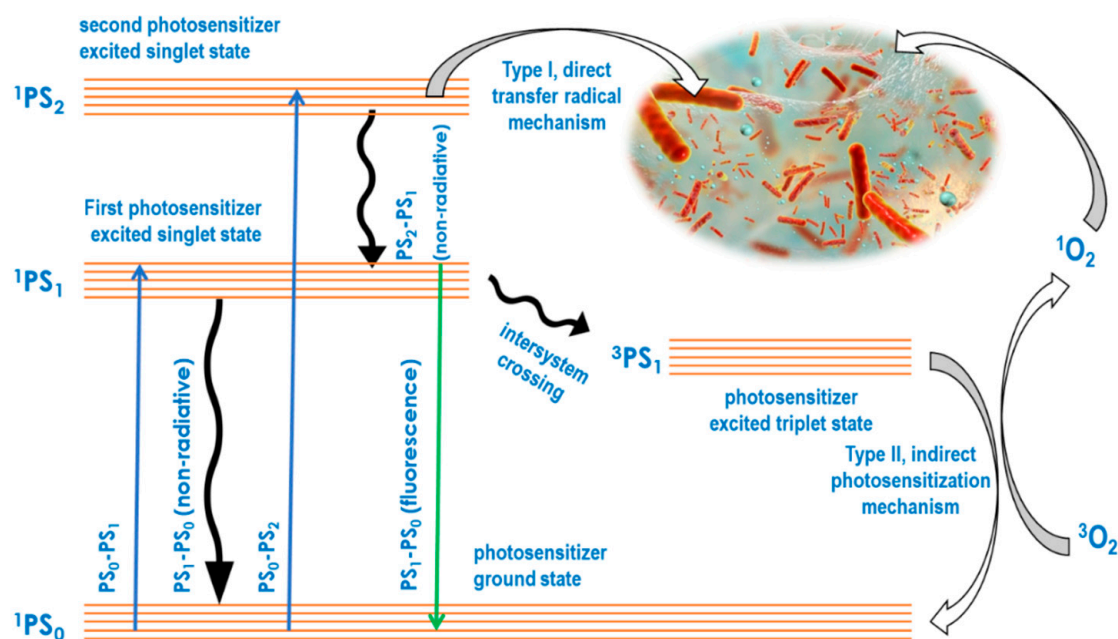 second photosensitizer
excited singlet state
¹PS₂
Type I, direct
transfer radical
mechanism
PS₂-PS₁
(non-radiative)
First photosensitizer
excited singlet state
¹PS₁
¹O₂
intersystem
crossing
³PS₁
photosensitizer
excited triplet state
Type II, indirect
photosensitization
mechanism
PS₀-PS₁
PS₁-PS₀ (non-radiative)
PS₀-PS₂
PS₁-PS₀ (fluorescence)
photosensitizer
ground state
³O₂
¹PS₀